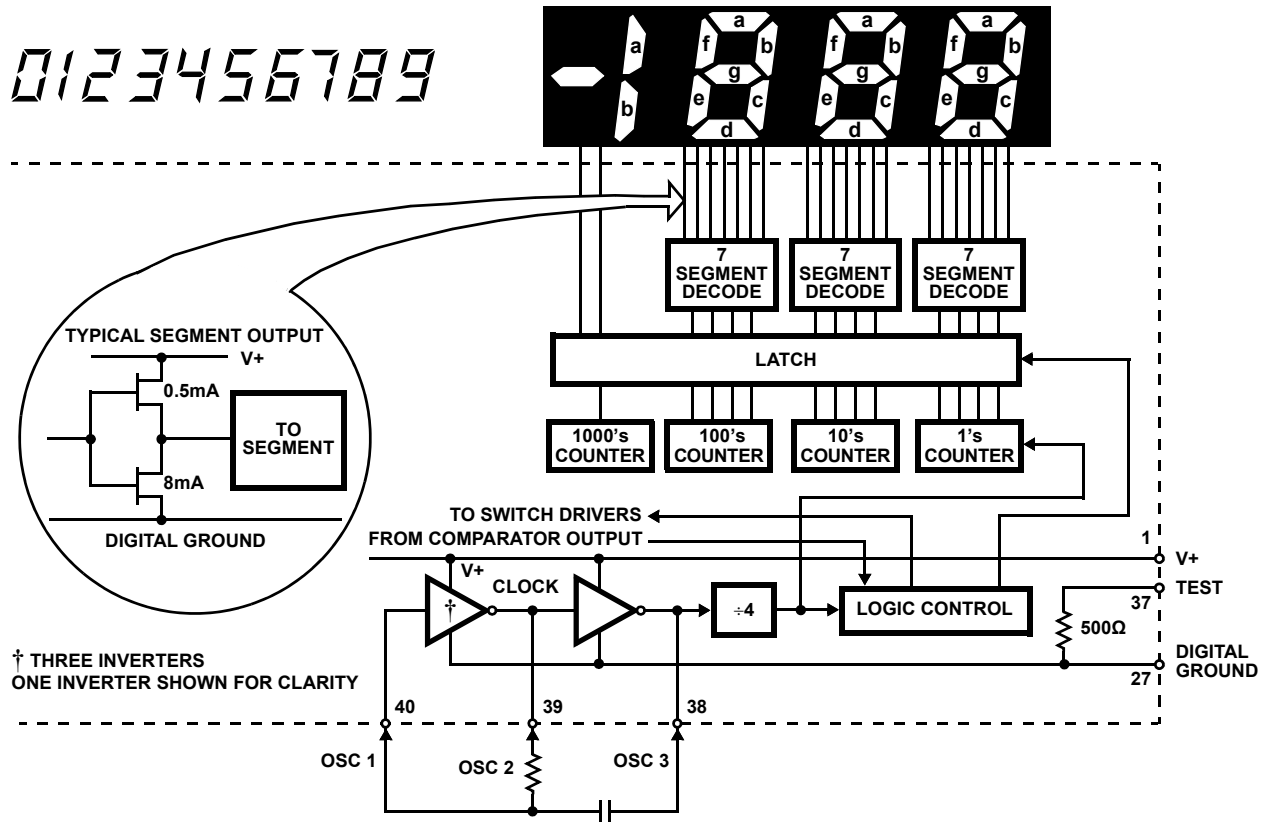 0123456789
a
b
a
f
b
g
e
c
d
a
f
b
g
e
c
d
a
f
b
g
e
c
d
7
SEGMENT
DECODE
7
SEGMENT
DECODE
7
SEGMENT
DECODE
LATCH
1000's
COUNTER
100's
COUNTER
10's
COUNTER
1's
COUNTER
TYPICAL SEGMENT OUTPUT
V+
0.5mA
TO
SEGMENT
8mA
DIGITAL GROUND
TO SWITCH DRIVERS
FROM COMPARATOR OUTPUT
1
V+
V+
CLOCK
†
÷4
LOGIC CONTROL
TEST
37
500Ω
DIGITAL
GROUND
27
† THREE INVERTERS
ONE INVERTER SHOWN FOR CLARITY
40
39
38
OSC 1
OSC 2
OSC 3